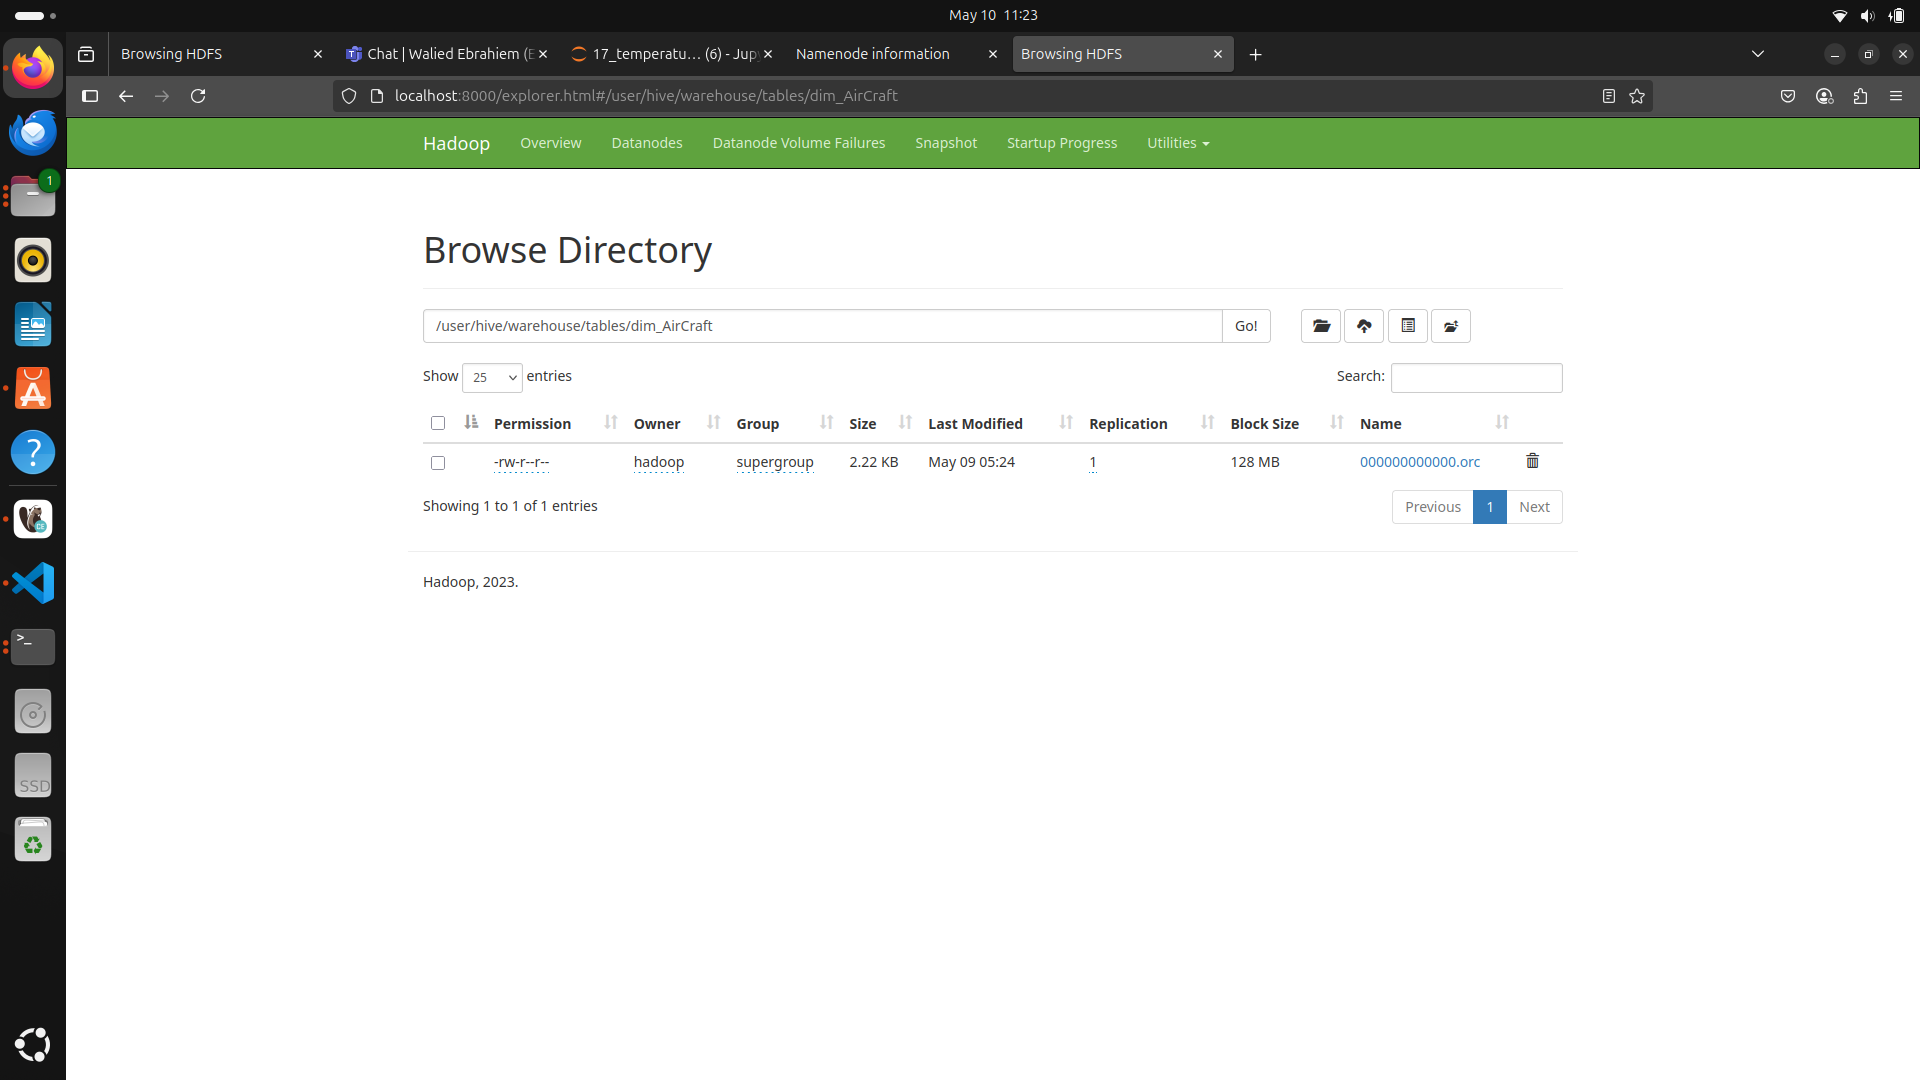 May 10 11:23
Browsing HDFS
Chat | Walied Ebrahiem (E
17_temperatu… (6) - Jup
Namenode information
Browsing HDFS
localhost:8000/explorer.html#/user/hive/warehouse/tables/dim_AirCraft
1
Hadoop
Overview
Datanodes
Datanode Volume Failures
Snapshot
Startup Progress
Utilities
Browse Directory
/user/hive/warehouse/tables/dim_AirCraft
Go!
Show 25 entries
Search:
Permission Owner Group Size Last Modified Replication Block Size Name
-rw-r--r-- hadoop supergroup 2.22 KB May 09 05:24 1 128 MB 000000000000.orc
Showing 1 to 1 of 1 entries
Previous 1 Next
Hadoop, 2023.
?
CE
>_
SSD